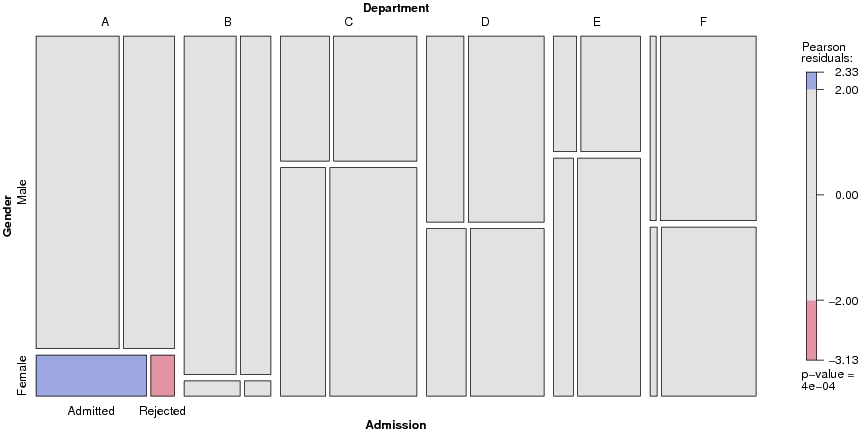 Department
A B C D E F
Pearson
residuals:
2.33
2.00
0.00
−2.00
−3.13
p−value =
4e−04
Gender
Male
Female
Admitted Rejected
Admission